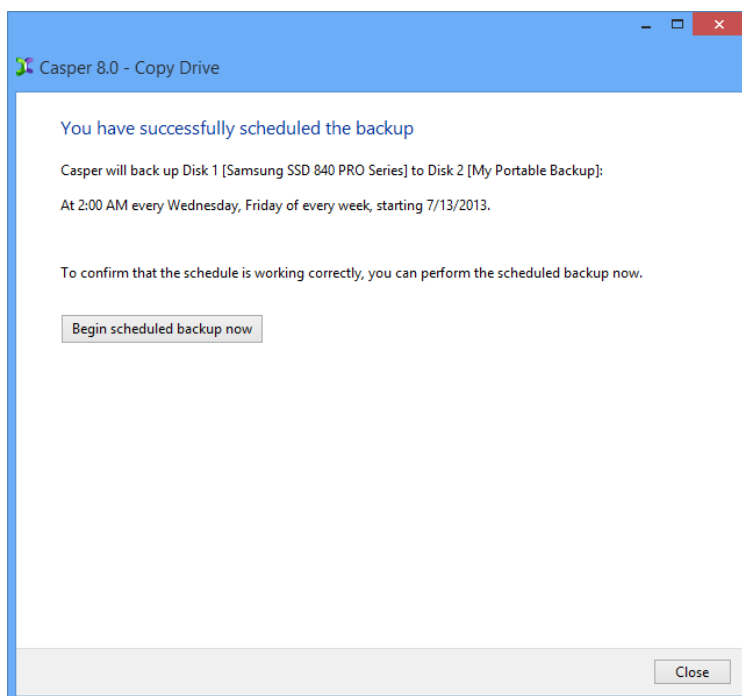 Casper 8.0 - Copy Drive
You have successfully scheduled the backup
Casper will back up Disk 1 [Samsung SSD 840 PRO Series] to Disk 2 [My Portable Backup]:
At 2:00 AM every Wednesday, Friday of every week, starting 7/13/2013.
To confirm that the schedule is working correctly, you can perform the scheduled backup now.
Begin scheduled backup now
Close